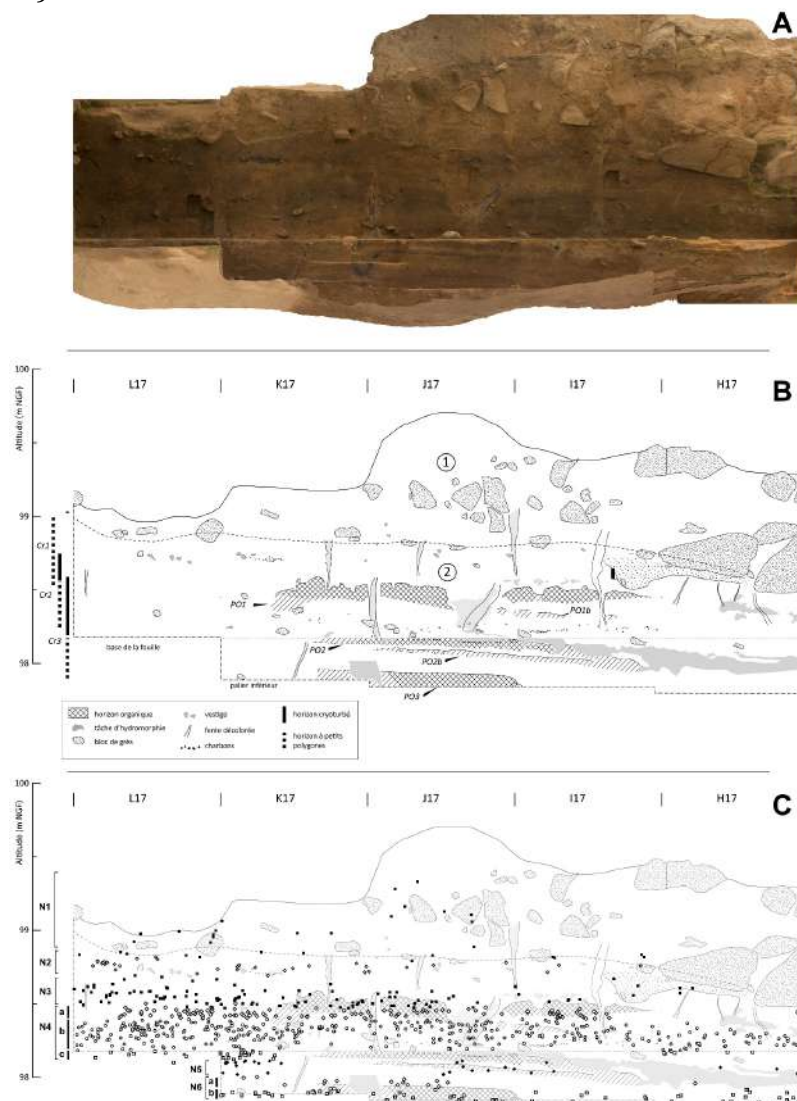 A
B
100
L17 K17 J17 I17 H17
Altitude (m NGF)
1
99
Cr1
2
Cr2
PO1
PO1b
Cr3
base de la fouille
PO2
PO2b
98
palier inférieur
PO3
horizon organique
vestige
horizon cryoturbé
tâche d'hydromorphie
fente décolorée
horizon à petits polygones
bloc de grès
charbons
C
100
L17 K17 J17 I17 H17
Altitude (m NGF)
N1
99
N2
N3
a
N4
b
c
N5
98
N6
a
b